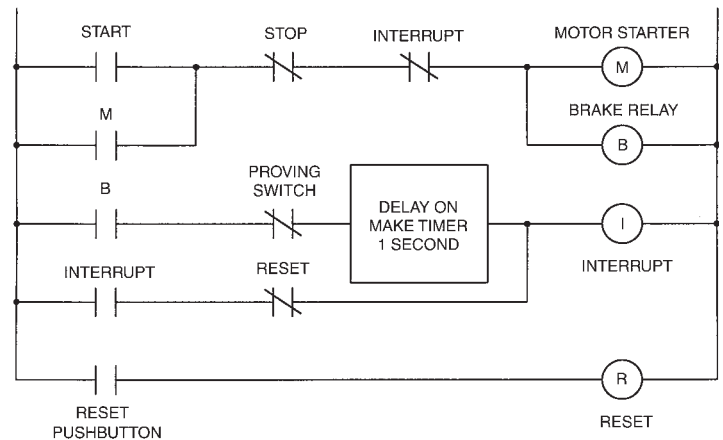 START
STOP
INTERRUPT
MOTOR STARTER
M
M
BRAKE RELAY
B
B
PROVING
SWITCH
DELAY ON
MAKE TIMER
1 SECOND
I
INTERRUPT
INTERRUPT
RESET
R
RESET
PUSHBUTTON
RESET